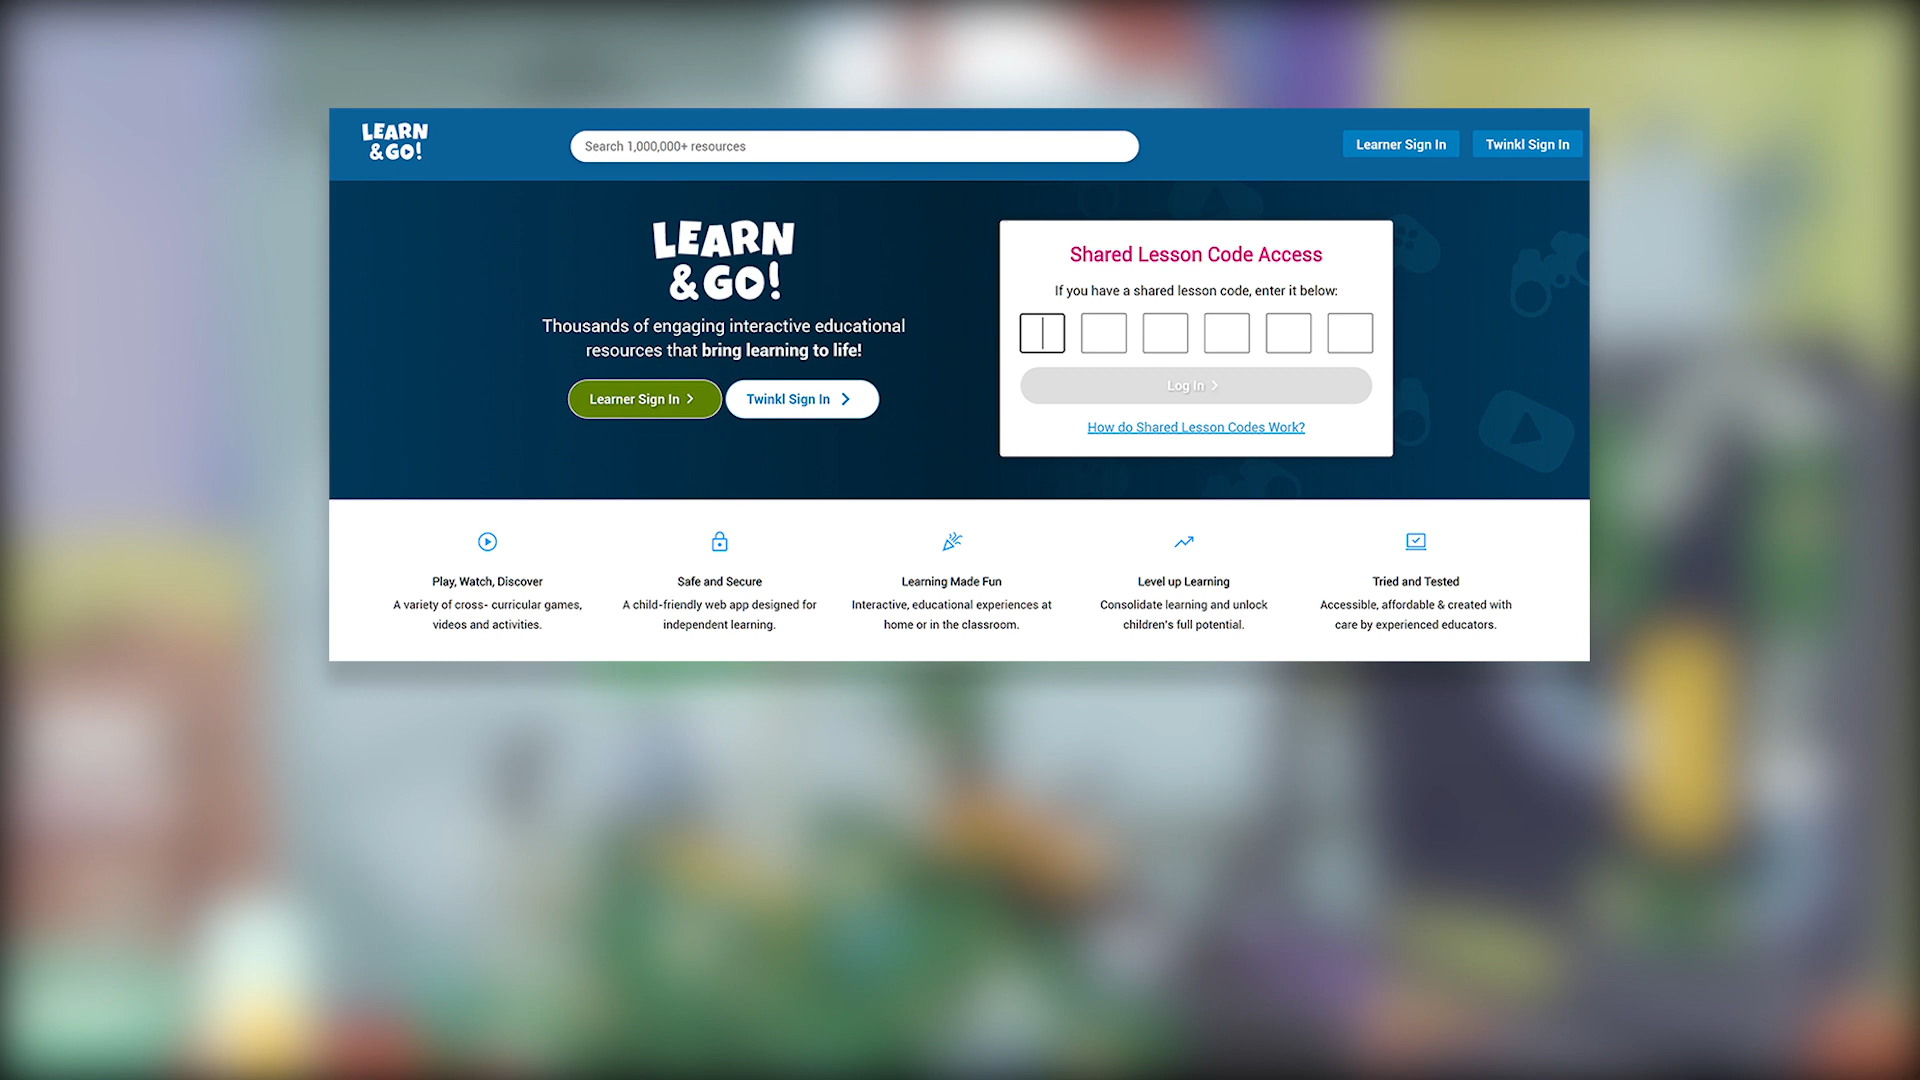 LEARN
& GO!
Search 1,000,000+ resources
Learner Sign In
Twinkl Sign In
LEARN
& GO!
Thousands of engaging interactive educational
resources that bring learning to life!
Learner Sign In
Twinkl Sign In
Shared Lesson Code Access
If you have a shared lesson code, enter it below:
Log In
How do Shared Lesson Codes Work?
Play, Watch, Discover
A variety of cross- curricular games,
videos and activities.
Safe and Secure
A child-friendly web app designed for
independent learning.
Learning Made Fun
Interactive, educational experiences at
home or in the classroom.
Level up Learning
Consolidate learning and unlock
children's full potential.
Tried and Tested
Accessible, affordable & created with
care by experienced educators.